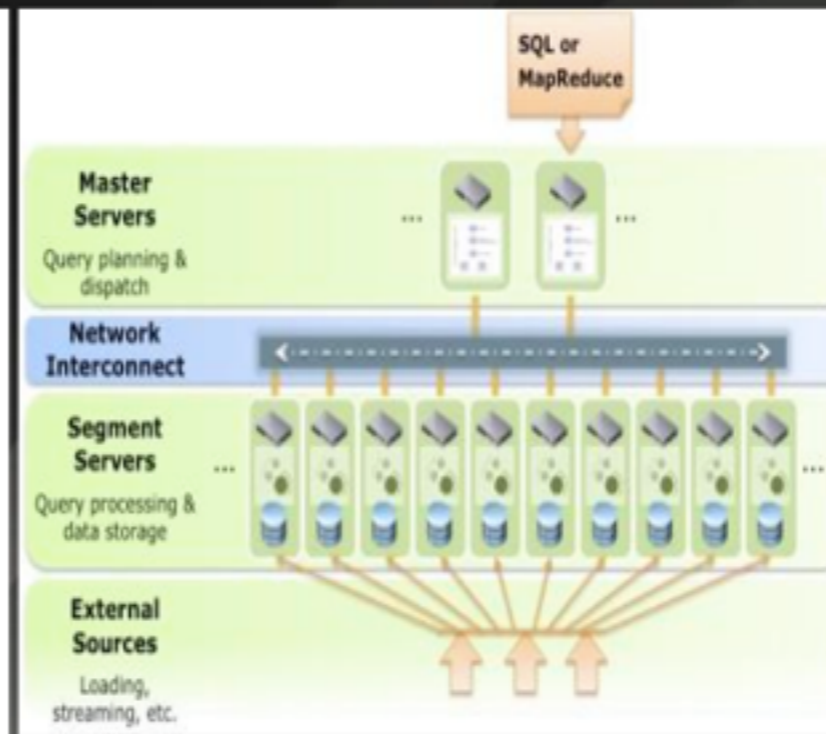 SQL or
MapReduce
Master
Servers
Query planning &
dispatch
...
...
Network
Interconnect
Segment
Servers
Query processing &
data storage
...
...
External
Sources
Loading,
streaming, etc.